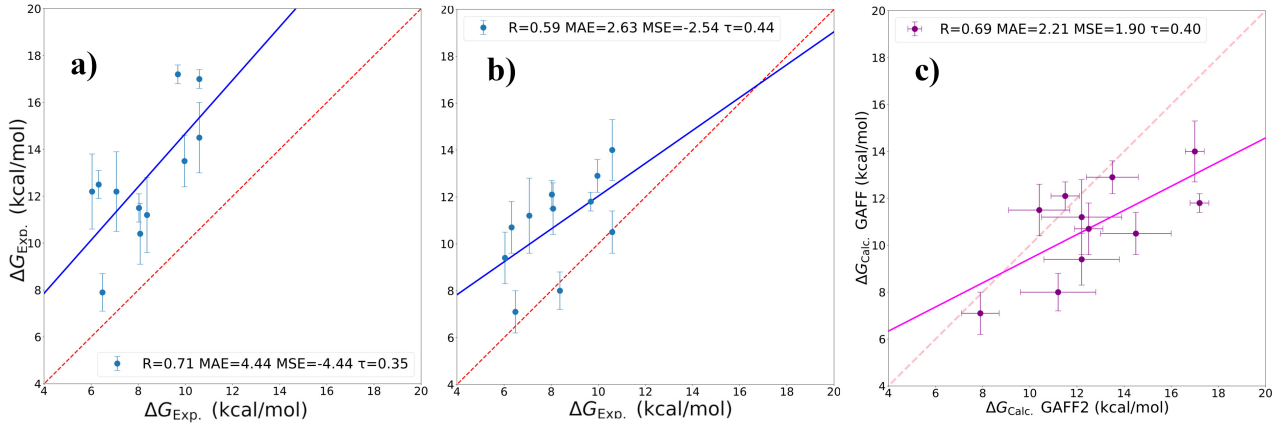 a)
R=0.71 MAE=4.44 MSE=-4.44 τ=0.35
20
18
16
14
12
10
8
6
4
4 6 8 10 12 14 16 18 20
ΔG_Exp. (kcal/mol)
ΔG_Exp. (kcal/mol)
b)
R=0.59 MAE=2.63 MSE=-2.54 τ=0.44
20
18
16
14
12
10
8
6
4
4 6 8 10 12 14 16 18 20
ΔG_Exp. (kcal/mol)
c)
R=0.69 MAE=2.21 MSE=1.90 τ=0.40
20
18
16
14
12
10
8
6
4
4 6 8 10 12 14 16 18 20
ΔG_Calc. GAFF (kcal/mol)
ΔG_Calc. GAFF2 (kcal/mol)